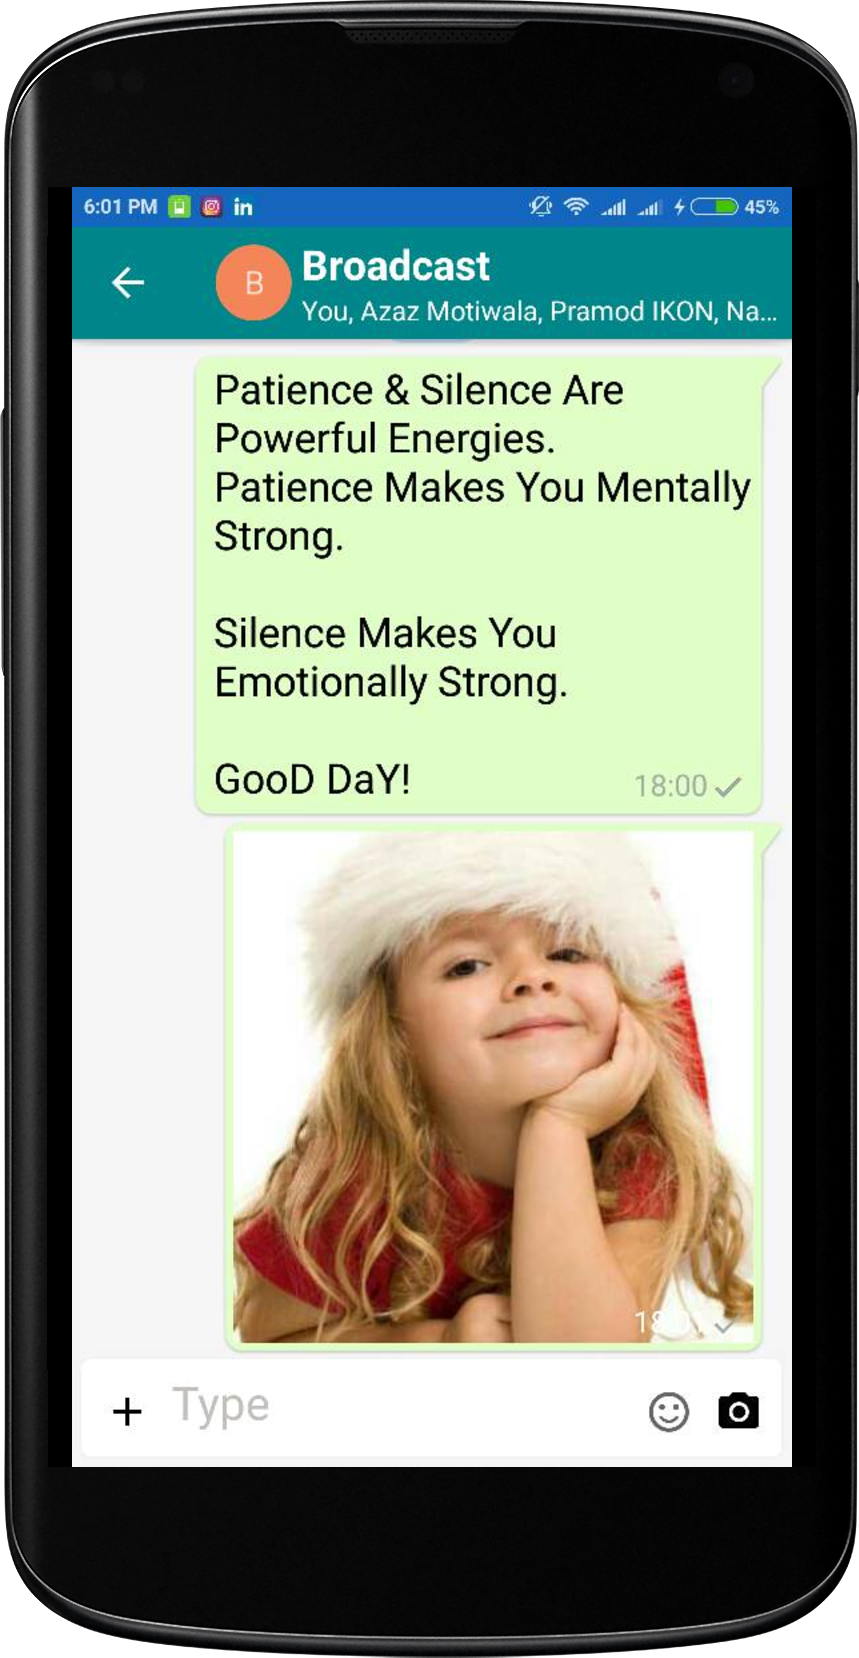 6:01 PM in 45%
B
Broadcast
You, Azaz Motiwala, Pramod IKON, Na...
Patience & Silence Are
Powerful Energies.
Patience Makes You Mentally
Strong.
Silence Makes You
Emotionally Strong.
GooD DaY!
18:00
Type